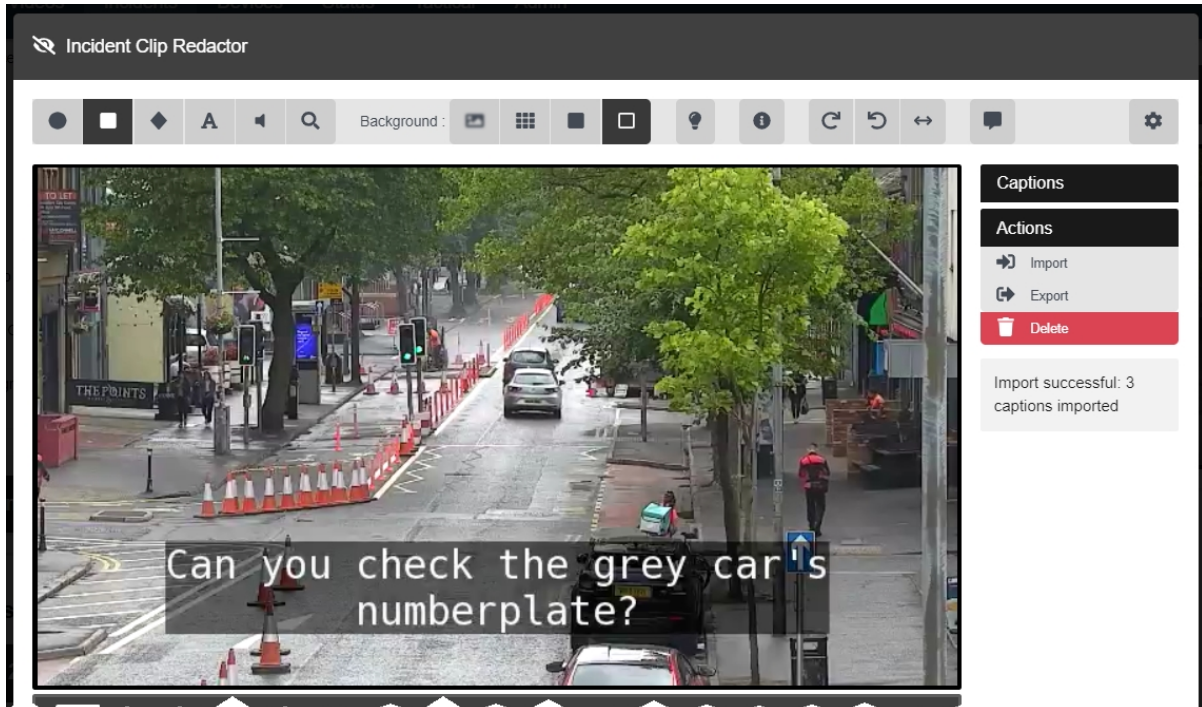 Incident Clip Redactor
A
Background :
Captions
Actions
Import
Export
Delete
Import successful: 3
captions imported
TO LET
THE POINTS
Can you check the grey car's
numberplate?